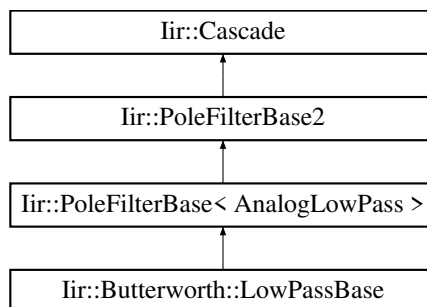 Iir::Cascade
Iir::PoleFilterBase2
Iir::PoleFilterBase< AnalogLowPass >
Iir::Butterworth::LowPassBase